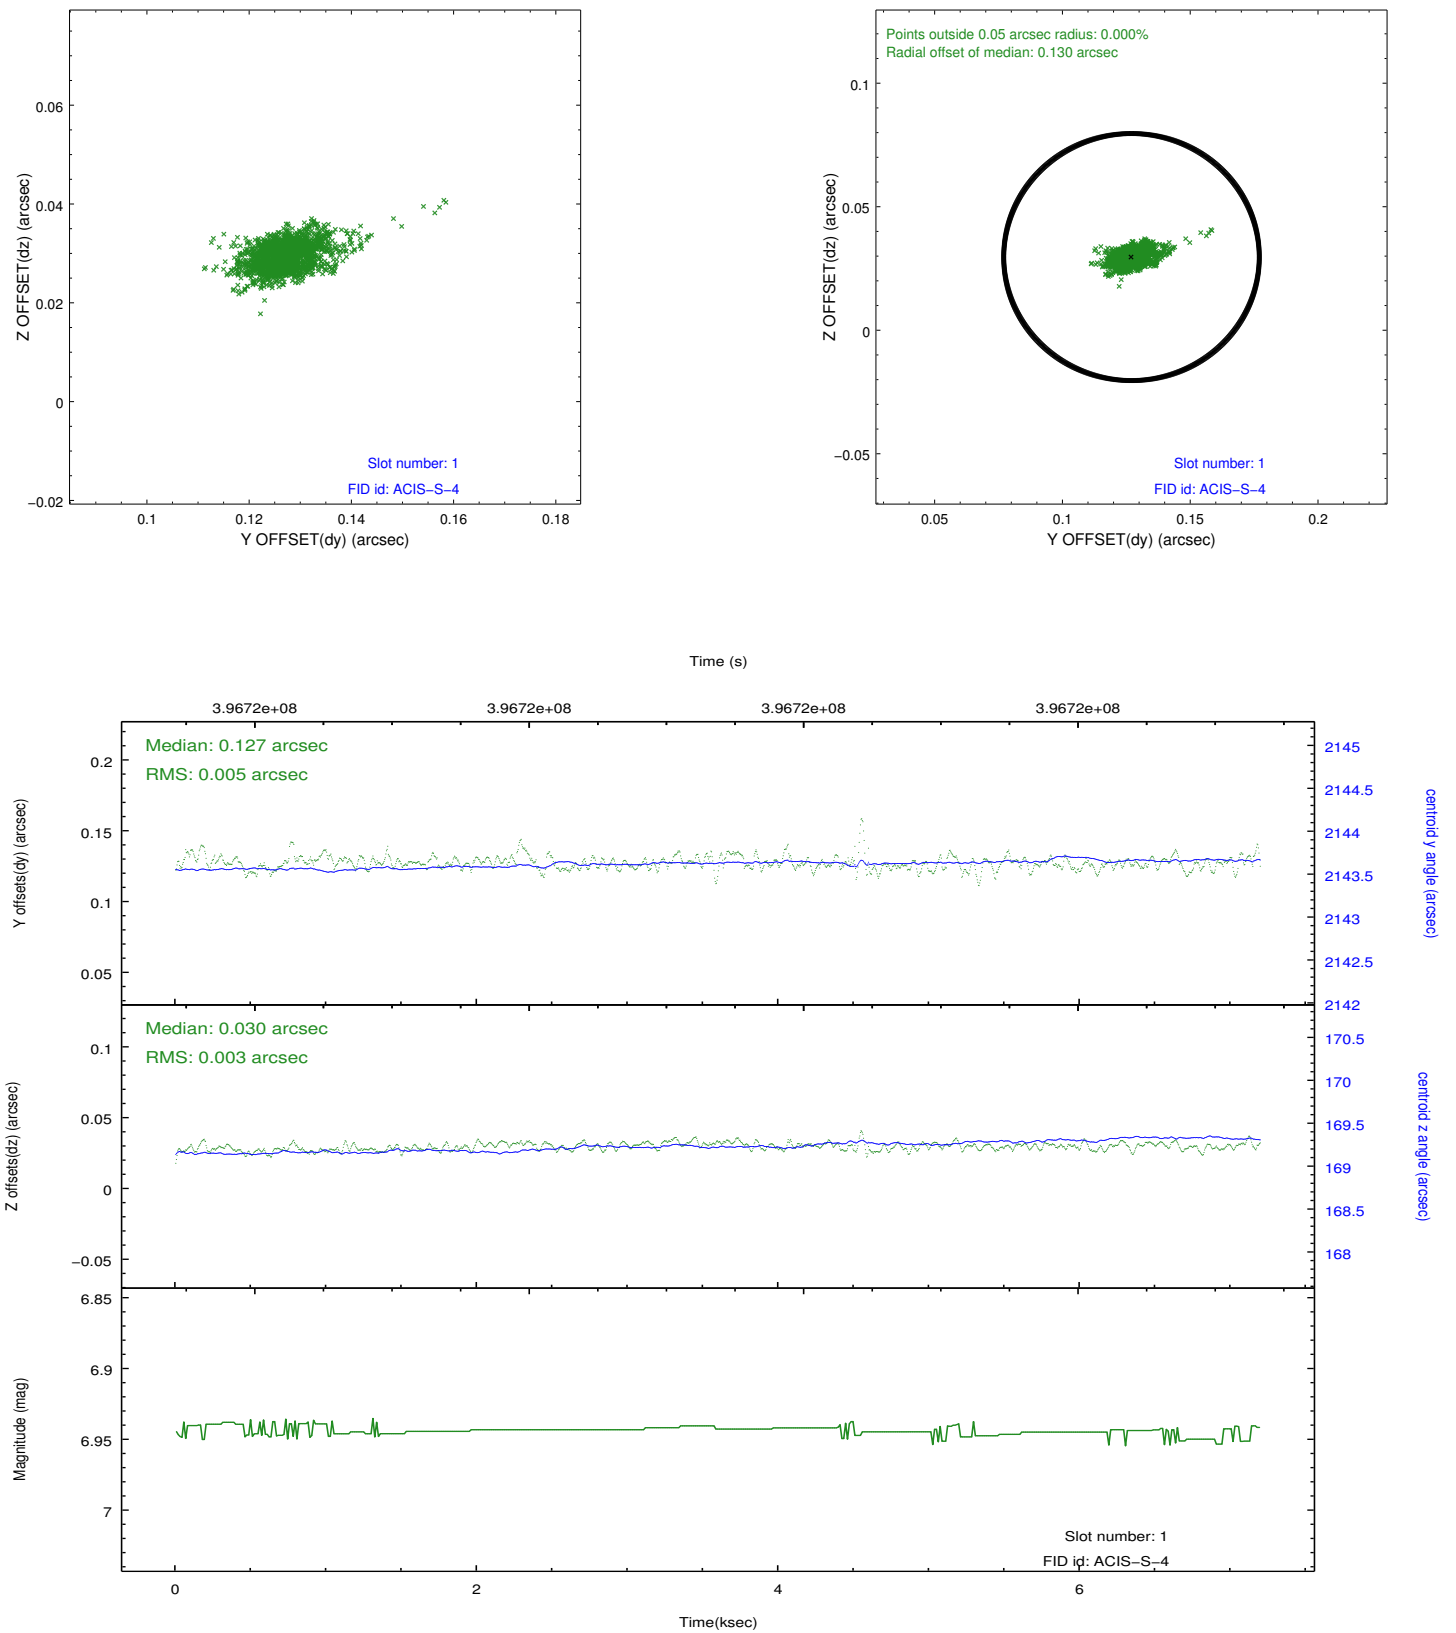 0.06
0.04
0.02
0
−0.02
Z OFFSET(dz) (arcsec)
Slot number: 1
FID id: ACIS−S−4
0.1 0.12 0.14 0.16 0.18
Y OFFSET(dy) (arcsec)
Points outside 0.05 arcsec radius: 0.000%
Radial offset of median: 0.130 arcsec
0.1
0.05
0
−0.05
Z OFFSET(dz) (arcsec)
Slot number: 1
FID id: ACIS−S−4
0.05 0.1 0.15 0.2
Y OFFSET(dy) (arcsec)
Time (s)
3.9672e+08 3.9672e+08 3.9672e+08 3.9672e+08
Median: 0.127 arcsec
RMS: 0.005 arcsec
0.2
0.15
0.1
0.05
Y offsets(dy) (arcsec)
2145
2144.5
2144
2143.5
2143
2142.5
2142
centroid y angle (arcsec)
Median: 0.030 arcsec
RMS: 0.003 arcsec
0.1
0.05
0
−0.05
Z offsets(dz) (arcsec)
170.5
170
169.5
169
168.5
168
centroid z angle (arcsec)
6.85
6.9
6.95
7
Magnitude (mag)
Slot number: 1
FID id: ACIS−S−4
0 2 4 6
Time(ksec)